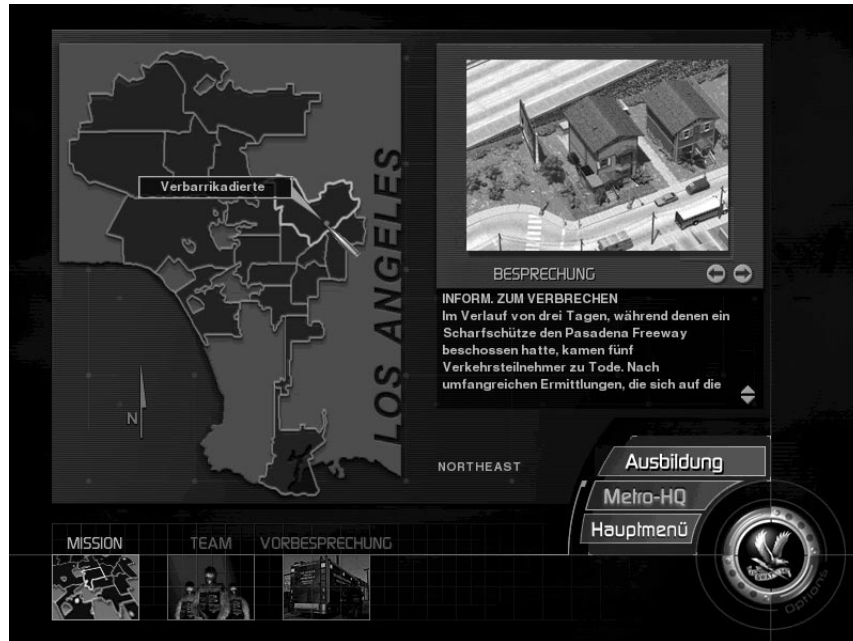 Verbarrikadierte
LOS ANGELES
N
BESPRECHUNG
INFORM. ZUM VERBRECHEN
Im Verlauf von drei Tagen, während denen ein
Scharfschütze den Pasadena Freeway
beschossen hatte, kamen fünf
Verkehrsteilnehmer zu Tode. Nach
umfangreichen Ermittlungen, die sich auf die
NORTHEAST
Ausbildung
Metro-HQ
Hauptmenü
MISSION
TEAM
VORBESPRECHUNG
Options